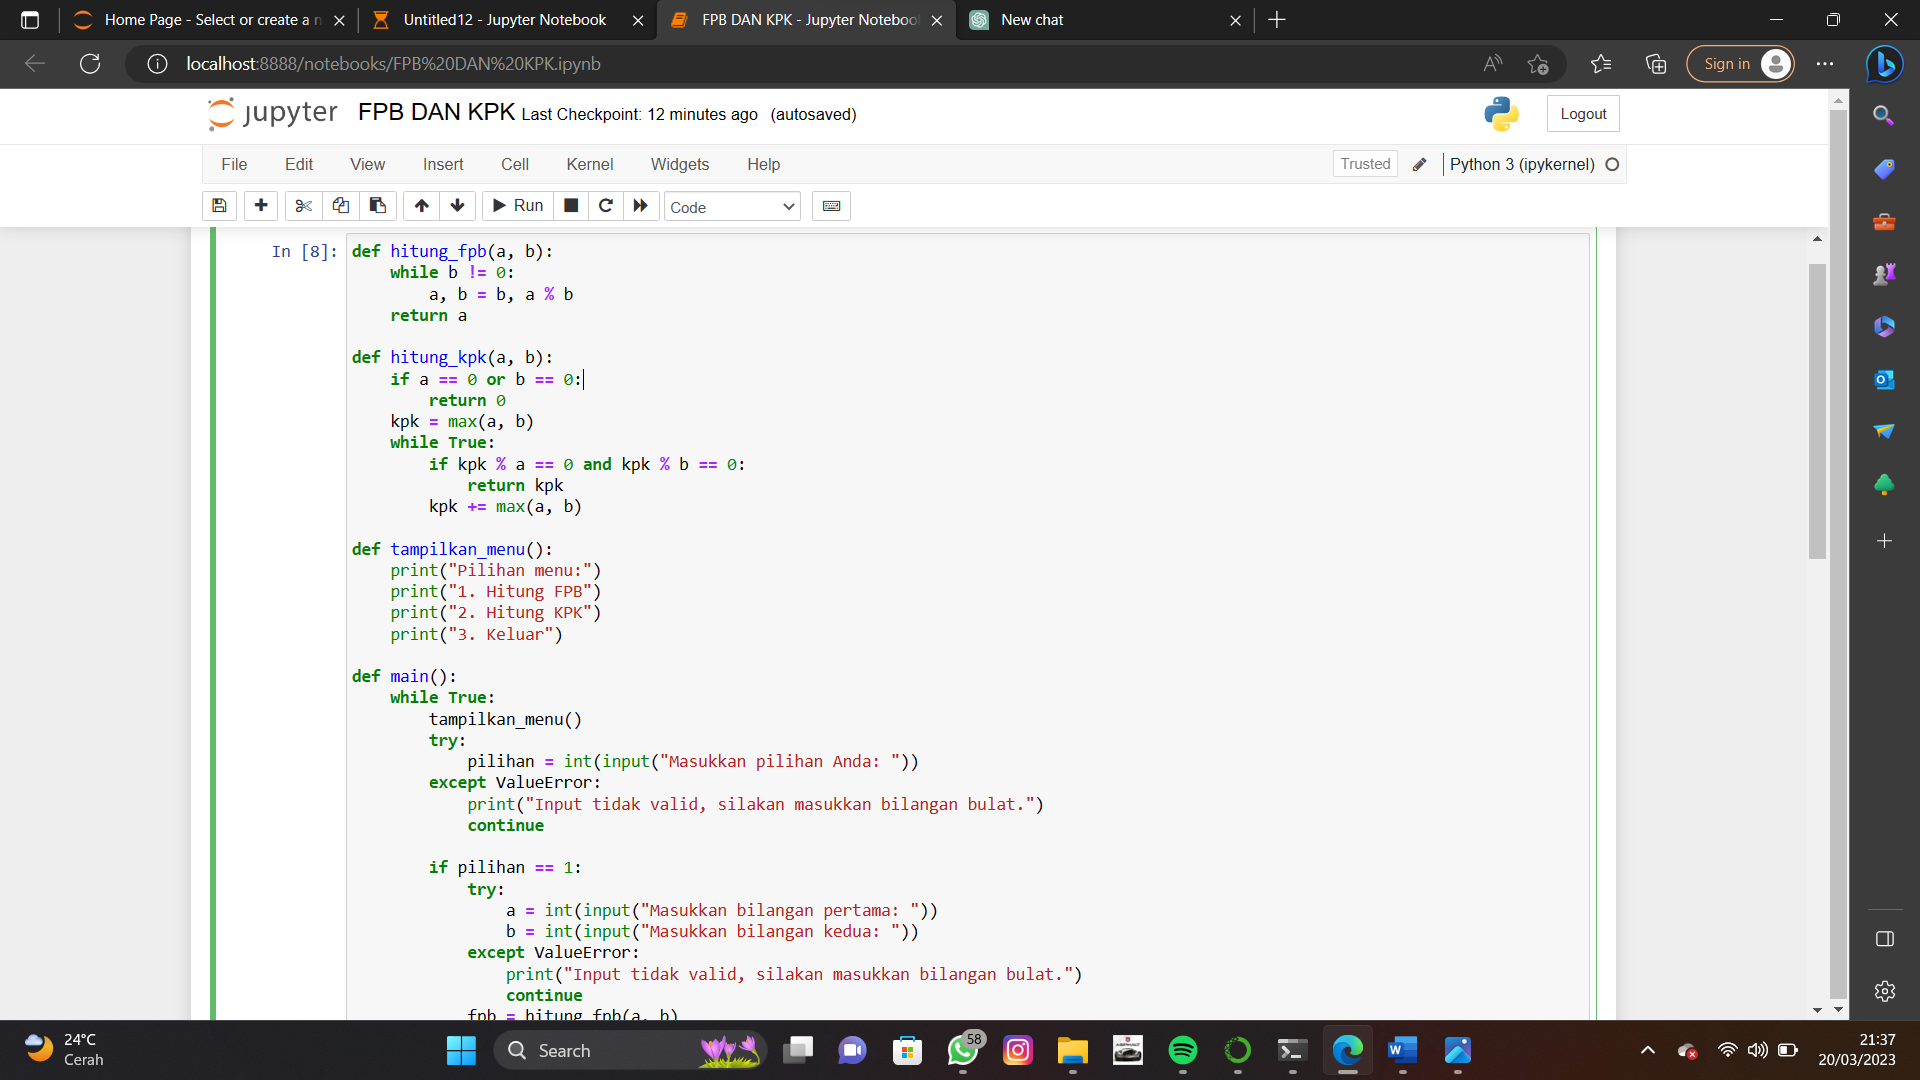 Home Page - Select or create a n
Untitled12 - Jupyter Notebook
FPB DAN KPK - Jupyter Notebook
New chat
localhost:8888/notebooks/FPB%20DAN%20KPK.ipynb
Sign in
jupyter FPB DAN KPK Last Checkpoint: 12 minutes ago (autosaved)
Logout
File Edit View Insert Cell Kernel Widgets Help
Trusted
Python 3 (ipykernel)
Run
Code
In [8]:
def hitung_fpb(a, b):
    while b != 0:
        a, b = b, a % b
    return a

def hitung_kpk(a, b):
    if a == 0 or b == 0:
        return 0
    kpk = max(a, b)
    while True:
        if kpk % a == 0 and kpk % b == 0:
            return kpk
        kpk += max(a, b)

def tampilkan_menu():
    print("Pilihan menu:")
    print("1. Hitung FPB")
    print("2. Hitung KPK")
    print("3. Keluar")

def main():
    while True:
        tampilkan_menu()
        try:
            pilihan = int(input("Masukkan pilihan Anda: "))
        except ValueError:
            print("Input tidak valid, silakan masukkan bilangan bulat.")
            continue

        if pilihan == 1:
            try:
                a = int(input("Masukkan bilangan pertama: "))
                b = int(input("Masukkan bilangan kedua: "))
            except ValueError:
                print("Input tidak valid, silakan masukkan bilangan bulat.")
                continue
            fpb = hitung_fpb(a, b)
24°C
Cerah
Search
58
21:37
20/03/2023